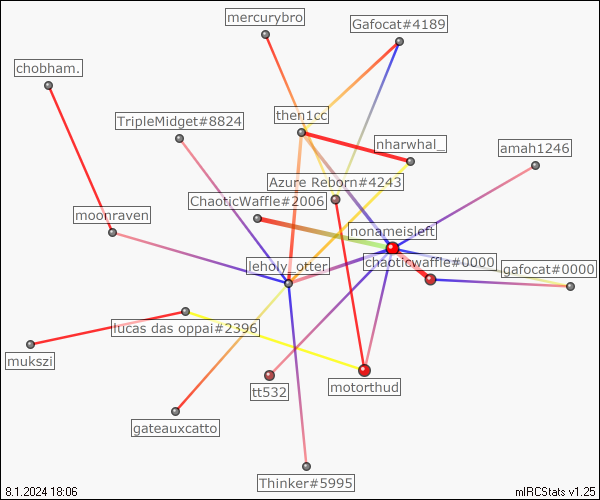 mercurybro
Gafocat#4189
chobham.
TripleMidget#8824
then1cc
nharwhal_
amah1246
Azure Reborn#4243
ChaoticWaffle#2006
moonraven
nonameisleft
leholy_otter
chaoticwaffle#0000
gafocat#0000
lucas das oppai#2396
mukszi
tt532
motorthud
gateauxcatto
Thinker#5995
8.1.2024 18:06
mIRCStats v1.25